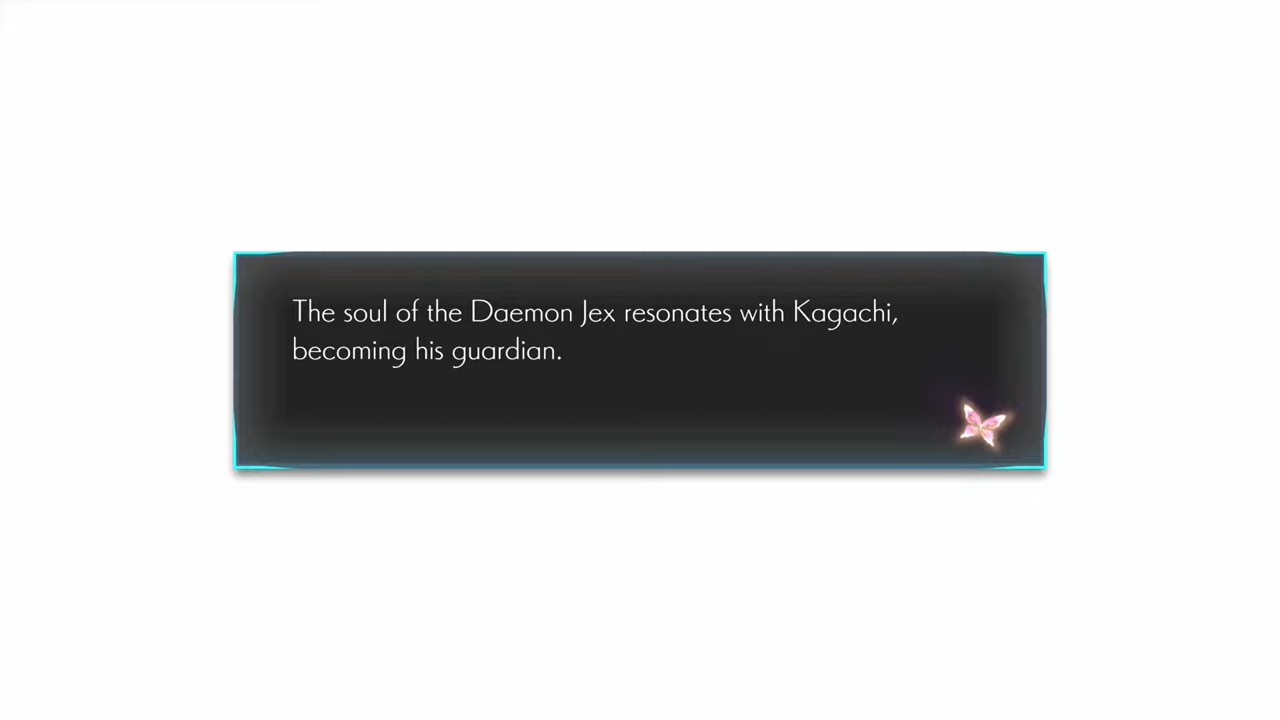 The soul of the Daemon Jex resonates with Kagachi,
becoming his guardian.